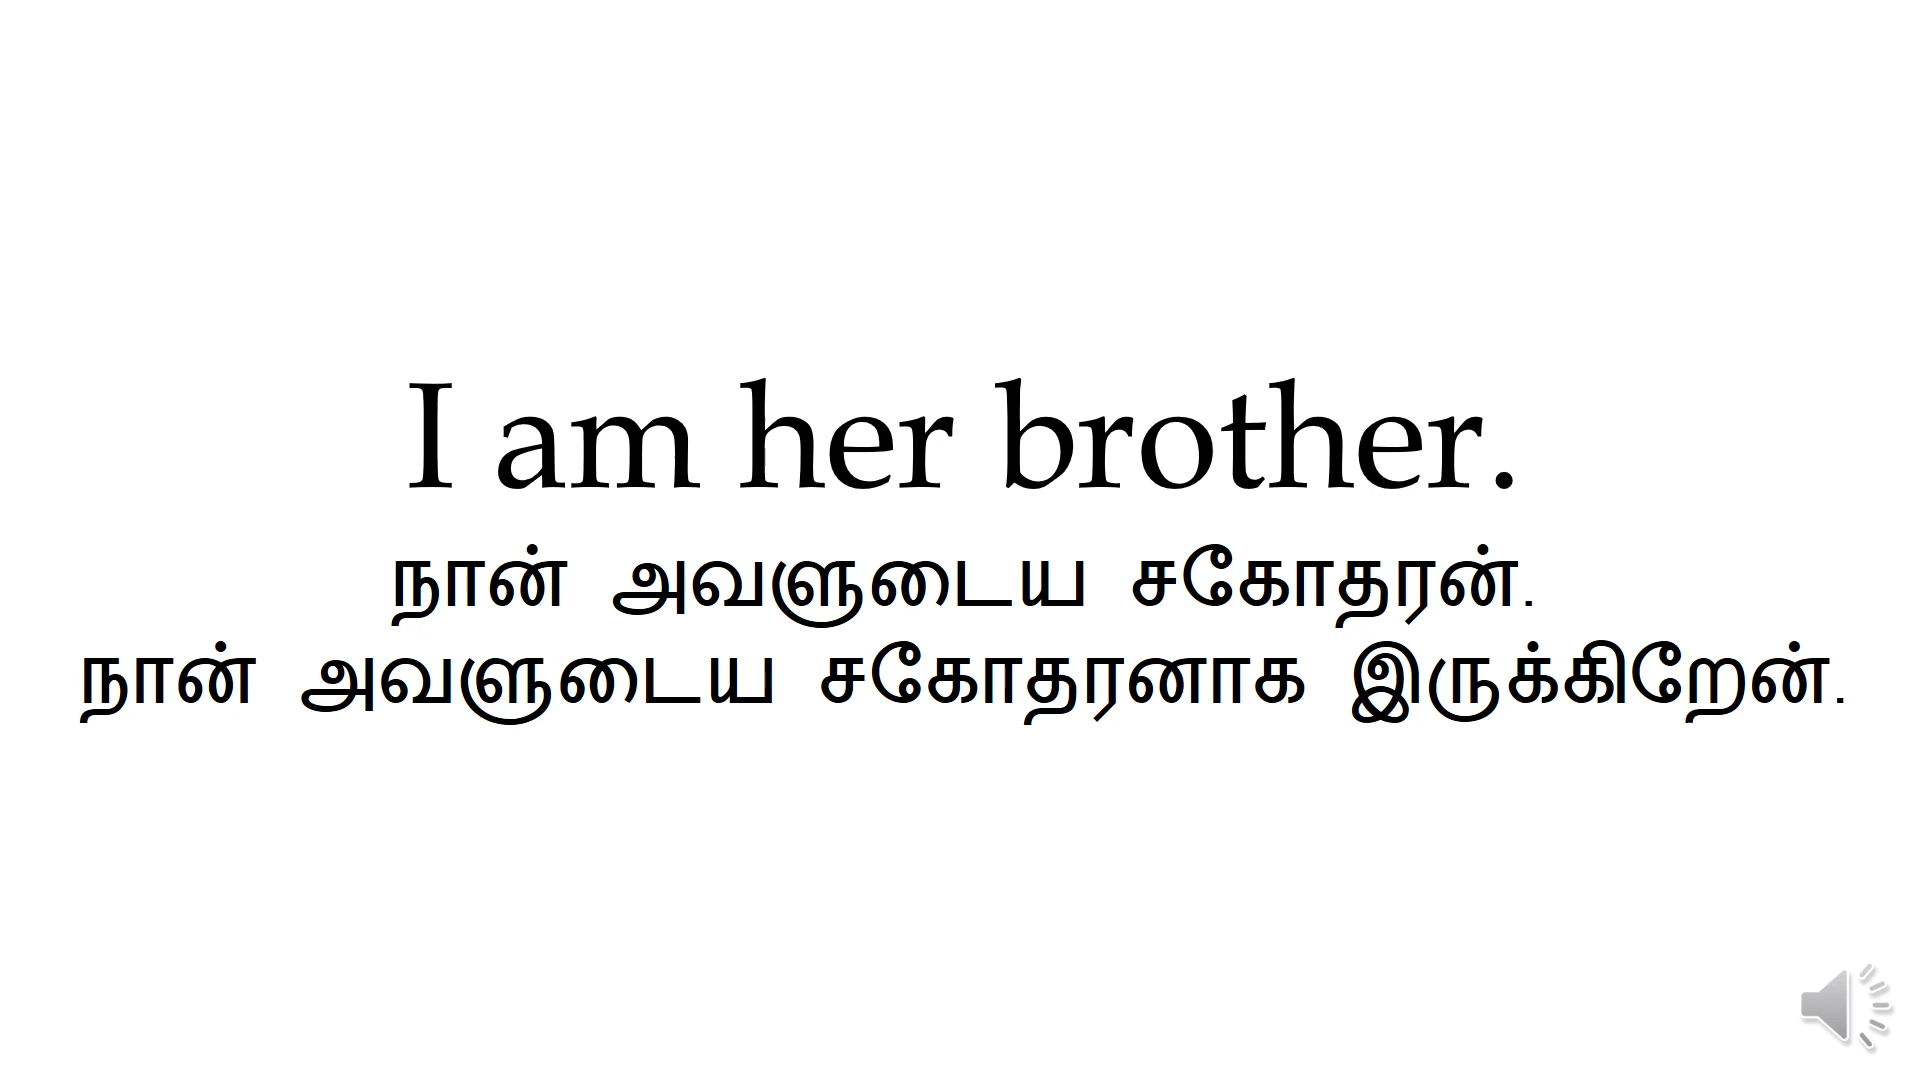 I am her brother.
நான் அவளுடைய சகோதரன்.
நான் அவளுடைய சகோதரனாக இருக்கிறேன்.